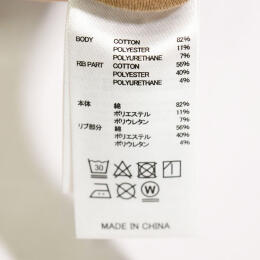 BODY COTTON 82%
POLYESTER 11%
POLYURETHANE 7%
RIB PART COTTON 56%
POLYESTER 40%
POLYURETHANE 4%
本体 綿 82%
ポリエステル 11%
ポリウレタン 7%
リブ部分 綿 56%
ポリエステル 40%
ポリウレタン 4%
30
W
MADE IN CHINA